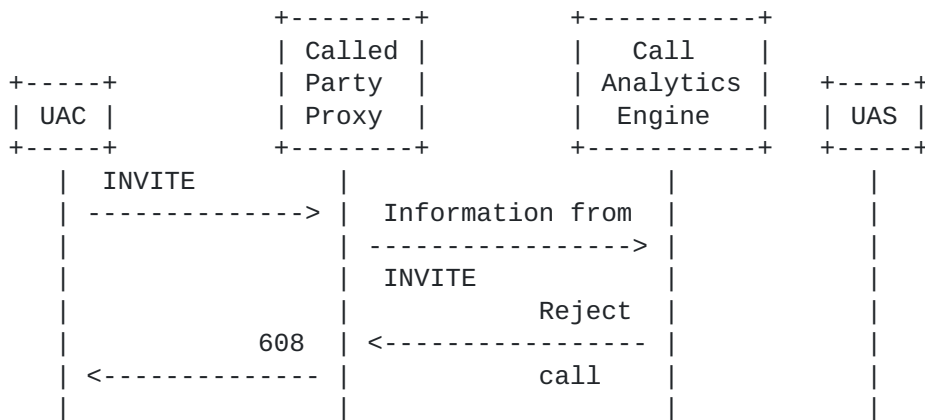 Called
Call
Party
Analytics
UAC
Proxy
Engine
UAS
INVITE
Information from
INVITE
Reject
608
call